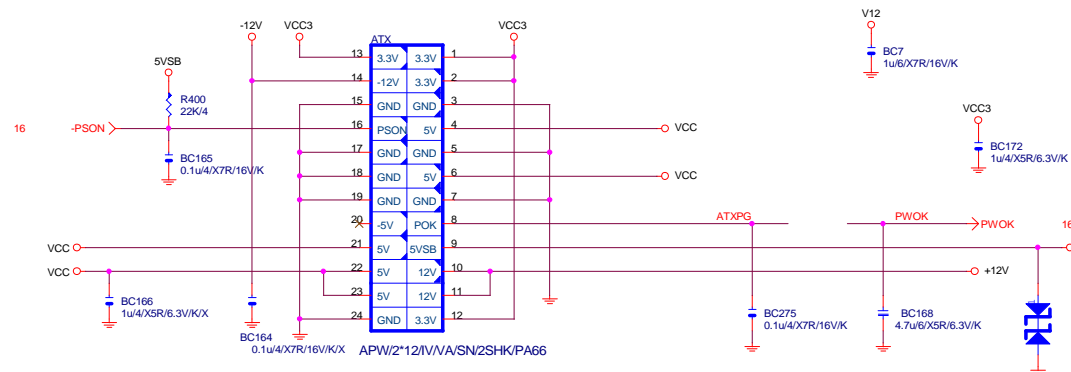 -12V
VCC3
VCC3
V12
ATX
BC7
1u/6/X7R/16V/K
5VSB
R400
22K/4
16
-PSON
BC165
0.1u/4/X7R/16V/K
13 3.3V 3.3V 1
14 -12V 3.3V 2
15 GND GND 3
16 PSON 5V 4
17 GND GND 5
18 GND 5V 6
19 GND GND 7
20 -5V POK 8
21 5V 5VSB 9
22 5V 12V 10
23 5V 12V 11
24 GND 3.3V 12
VCC
VCC
VCC3
BC172
1u/4/X5R/6.3V/K
ATXPG
PWOK
PWOK
16
VCC
VCC
+12V
BC166
1u/4/X5R/6.3V/K/X
BC164
0.1u/4/X7R/16V/K/X
APW/2*12/IV/VA/SN/2SHK/PA66
BC275
0.1u/4/X7R/16V/K
BC168
4.7u/6/X5R/6.3V/K